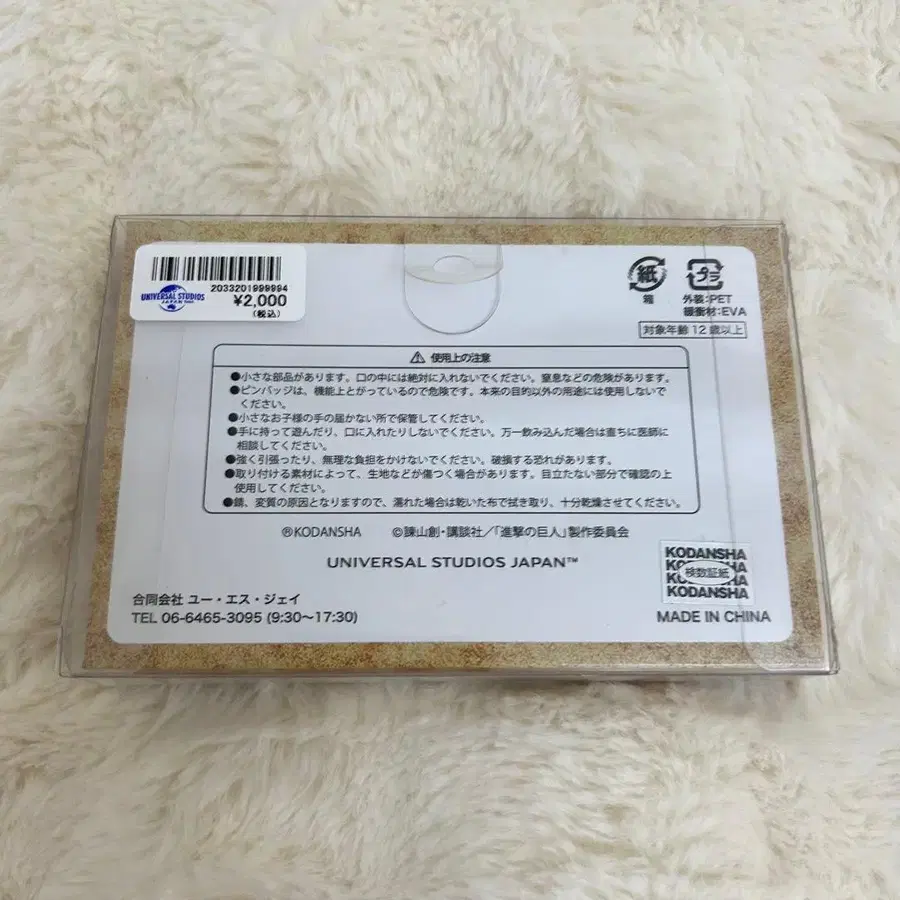 2033201999994
UNIVERSAL STUDIOS
JAPAN
¥2,000
(税込)
紙
箱
プラ
外装:PET
緩衝材:EVA
対象年齢12歳以上
⚠ 使用上の注意
●小さな部品があります。口の中には絶対に入れないでください。窒息などの危険があります。
●ピンバッジは、機能上とがっているので危険です。本来の目的以外の用途には使用しないで
ください。
●小さなお子様の手の届かない所で保管してください。
●手に持って遊んだり、口に入れたりしないでください。万一飲み込んだ場合は直ちに医師に
相談してください。
●強く引張ったり、無理な負担をかけないでください。破損する恐れがあります。
●取り付ける素材によって、生地などが傷つく場合があります。目立たない部分で確認の上
使用してください。
●錆、変質の原因となりますので、濡れた場合は乾いた布で拭き取り、十分乾燥させてください。
®KODANSHA ©諫山創・講談社/「進撃の巨人」製作委員会
UNIVERSAL STUDIOS JAPAN™
KODANSHA
検数証紙
KODANSHA
合同会社 ユー・エス・ジェイ
TEL 06-6465-3095 (9:30〜17:30)
MADE IN CHINA